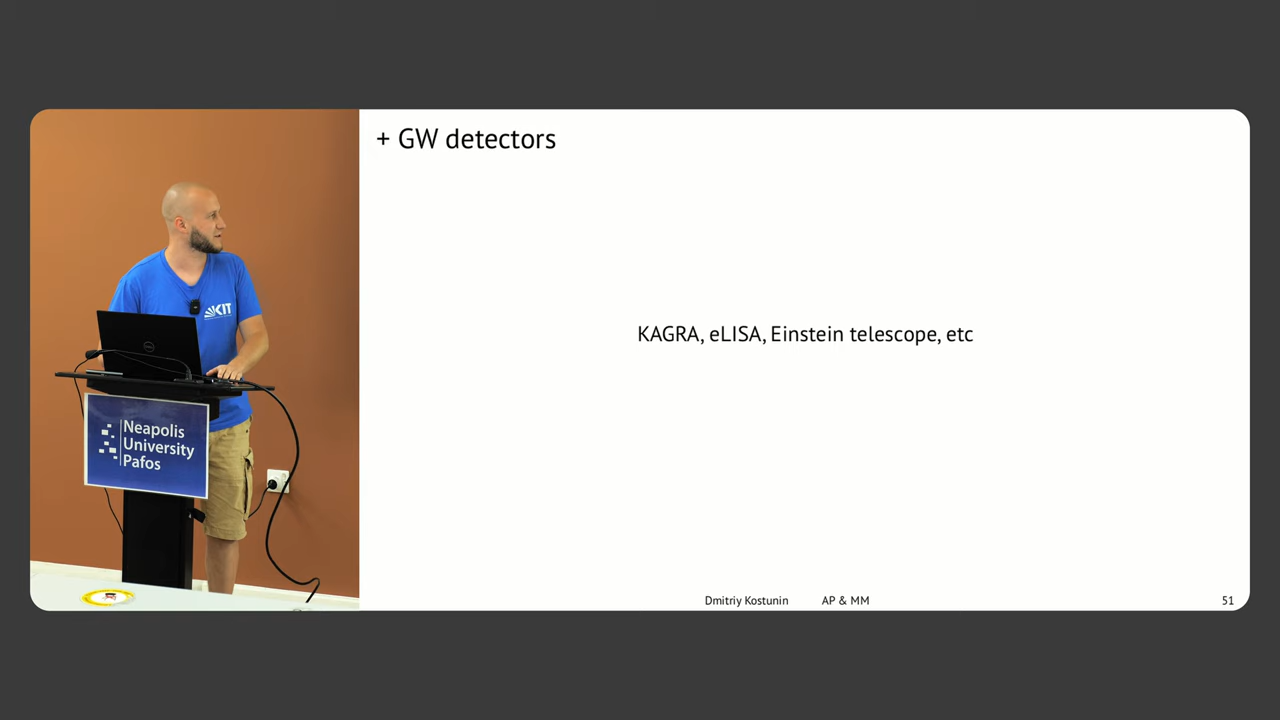 + GW detectors
KAGRA, eLISA, Einstein telescope, etc
KIT
Neapolis
University
Pafos
Dmitriy Kostunin AP & MM 51